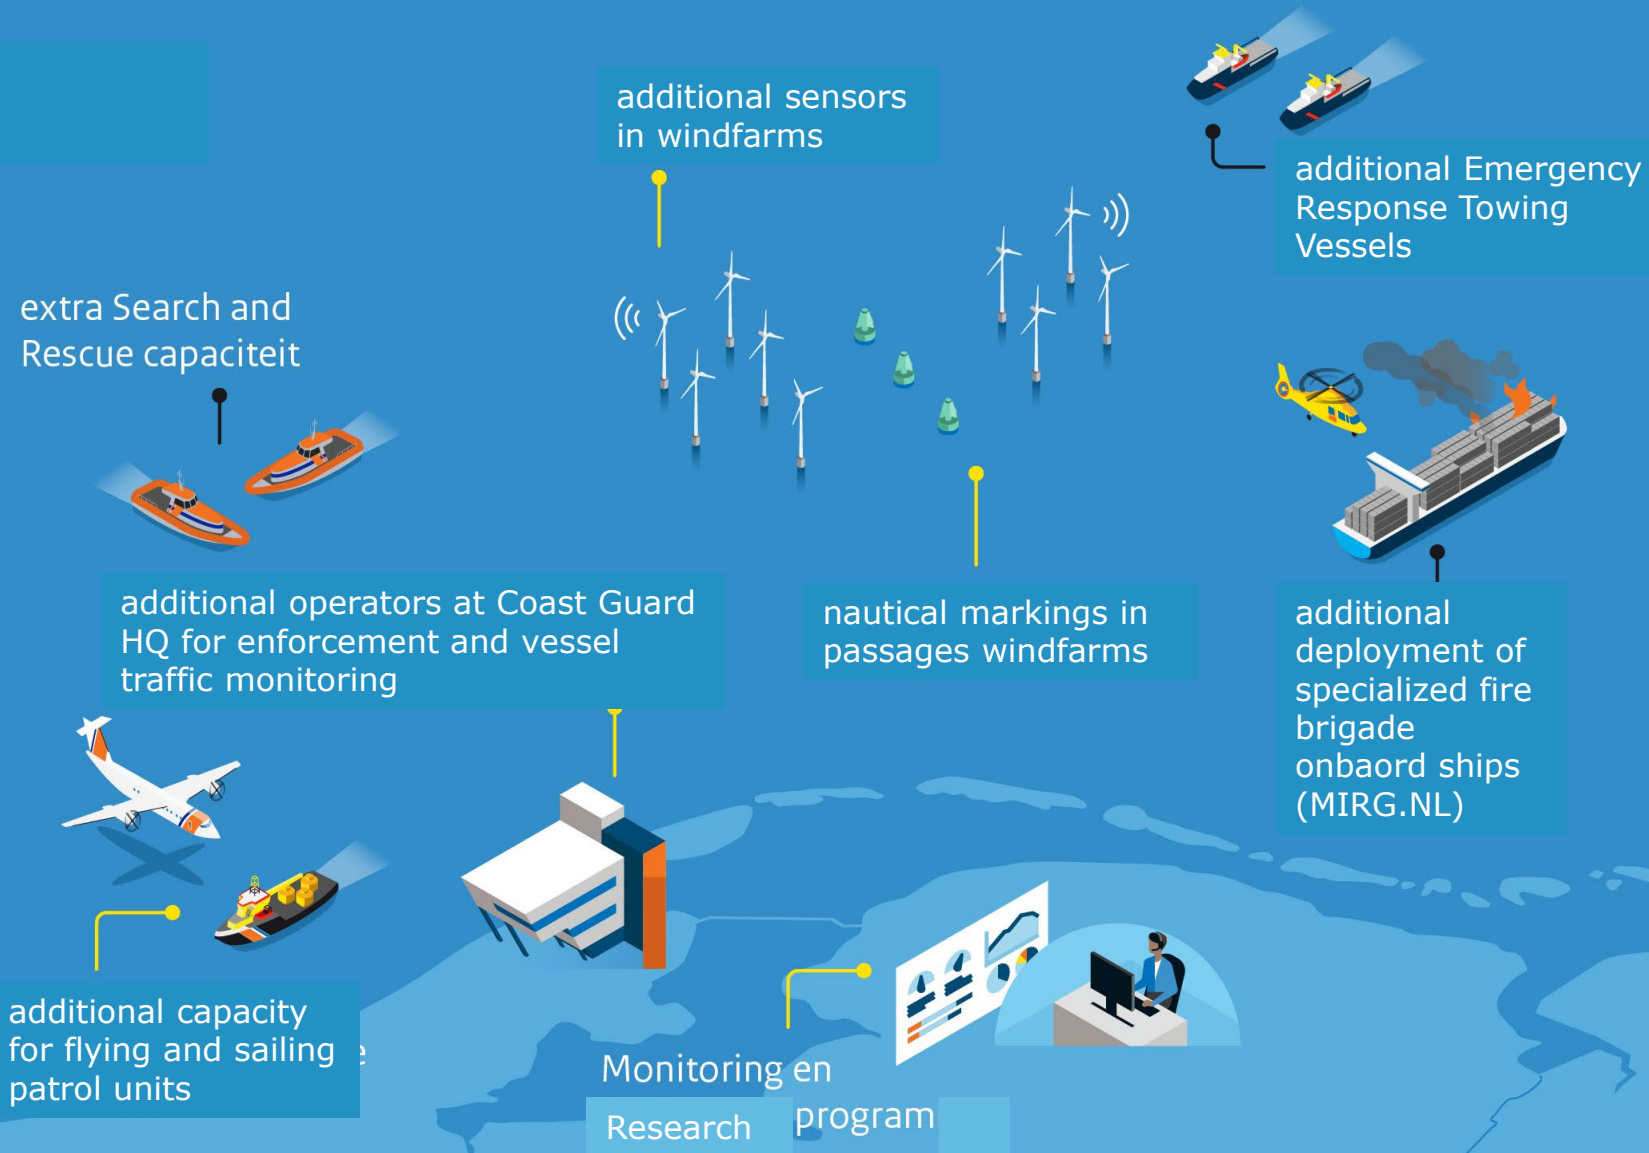 additional sensors
in windfarms
additional Emergency
Response Towing
Vessels
extra Search and
Rescue capaciteit
additional operators at Coast Guard
HQ for enforcement and vessel
traffic monitoring
nautical markings in
passages windfarms
additional
deployment of
specialized fire
brigade
onbaord ships
(MIRG.NL)
additional capacity
for flying and sailing
patrol units
e
Monitoring en
Research program